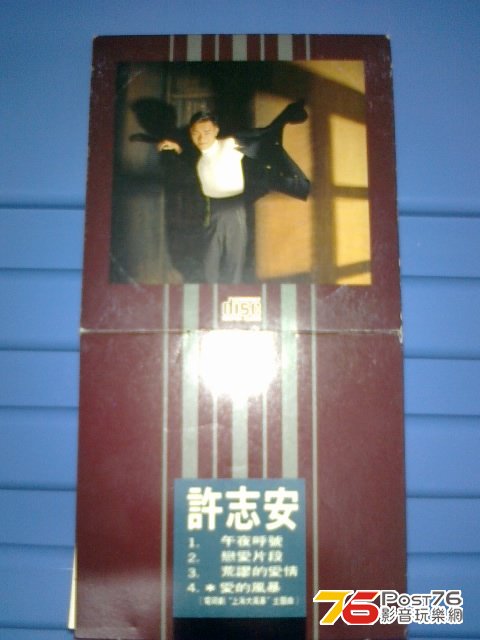 DISC
許志安
1. 午夜呼號
2. 戀愛片段
3. 荒謬的愛情
4. * 愛的風暴
(電視劇"上海大風暴"主題曲)
76 POST76
影音玩樂網